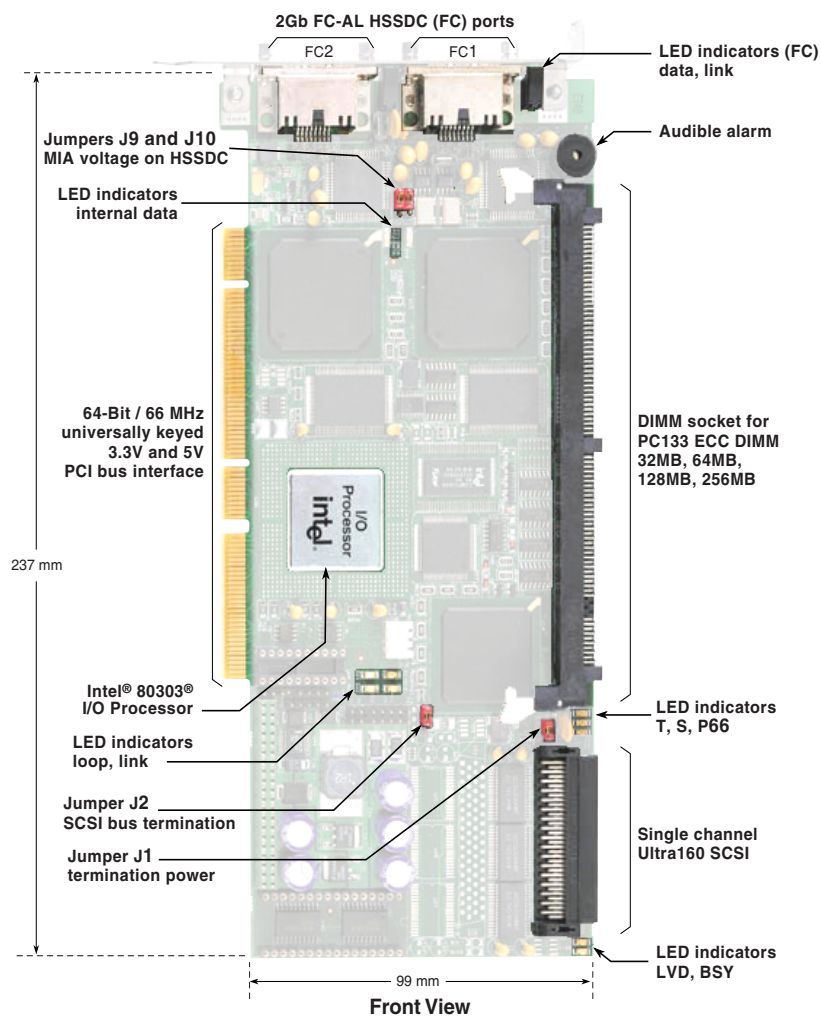 2Gb FC-AL HSSDC (FC) ports
FC2
FC1
LED indicators (FC)
data, link
Audible alarm
Jumpers J9 and J10
MIA voltage on HSSDC
LED indicators
internal data
64-Bit / 66 MHz
universally keyed
3.3V and 5V
PCI bus interface
DIMM socket for
PC133 ECC DIMM
32MB, 64MB,
128MB, 256MB
I/O
Processor
intel.
237 mm
Intel® 80303®
I/O Processor
LED indicators
loop, link
LED indicators
T, S, P66
Jumper J2
SCSI bus termination
Jumper J1
termination power
Single channel
Ultra160 SCSI
LED indicators
LVD, BSY
99 mm
Front View